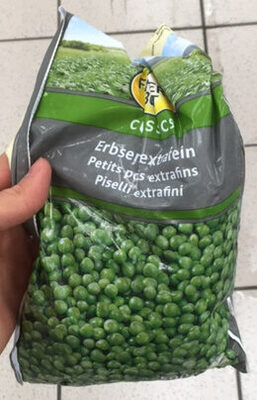 Erbsen extrafein
Petits pois extrafins
Piselli extrafini